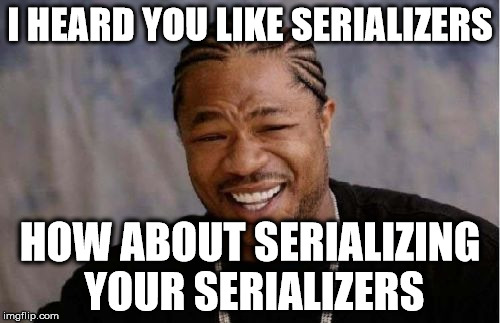 I HEARD YOU LIKE SERIALIZERS
HOW ABOUT SERIALIZING
YOUR SERIALIZERS
imgflip.com